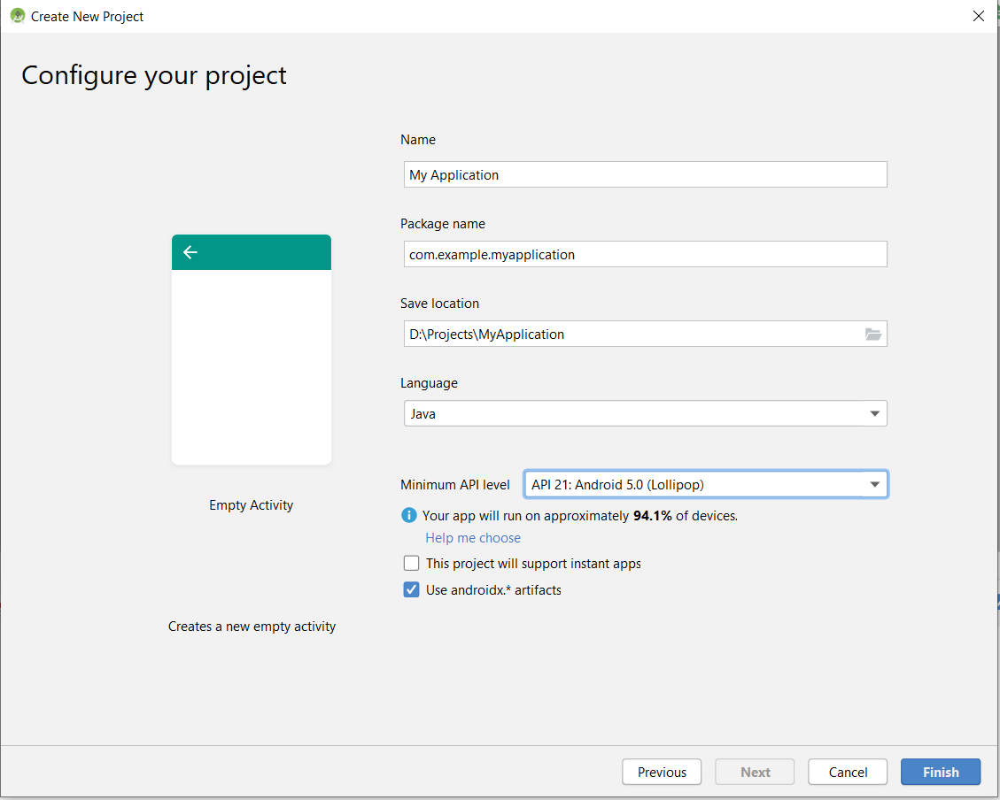 Create New Project
Configure your project
Name
My Application
Package name
com.example.myapplication
Save location
D:\Projects\MyApplication
Language
Java
Minimum API level API 21: Android 5.0 (Lollipop)
Your app will run on approximately 94.1% of devices.
Help me choose
This project will support instant apps
Use androidx.* artifacts
Empty Activity
Creates a new empty activity
Previous Next Cancel Finish